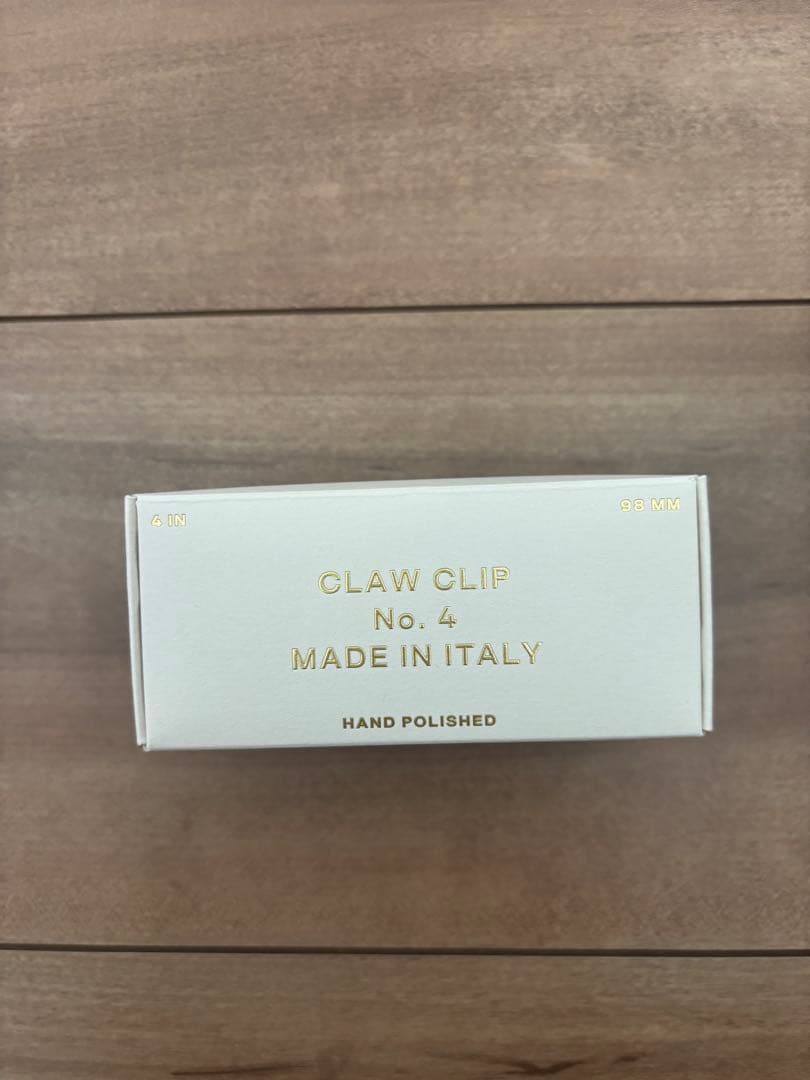 4 IN
98 MM
CLAW CLIP
No. 4
MADE IN ITALY
HAND POLISHED